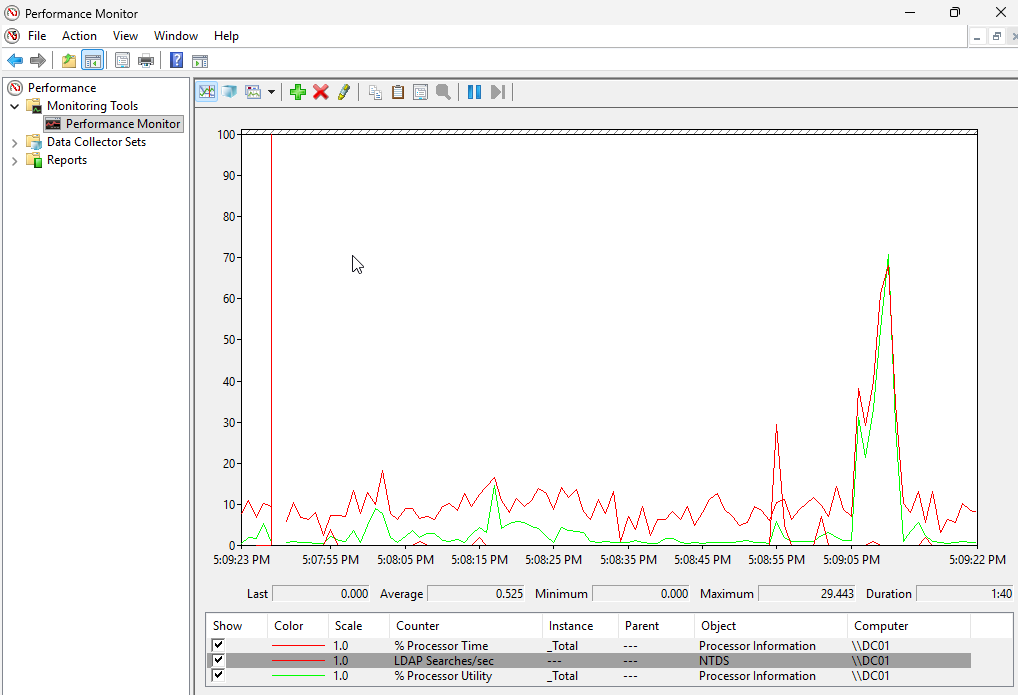 Performance Monitor
File Action View Window Help
Performance
Monitoring Tools
Performance Monitor
Data Collector Sets
Reports
100
90
80
70
60
50
40
30
20
10
0
5:09:23 PM 5:07:55 PM 5:08:05 PM 5:08:15 PM 5:08:25 PM 5:08:35 PM 5:08:45 PM 5:08:55 PM 5:09:05 PM 5:09:22 PM
Last 0.000 Average 0.525 Minimum 0.000 Maximum 29.443 Duration 1:40
Show Color Scale Counter Instance Parent Object Computer
1.0 % Processor Time _Total --- Processor Information \\DC01
1.0 LDAP Searches/sec --- --- NTDS \\DC01
1.0 % Processor Utility _Total --- Processor Information \\DC01